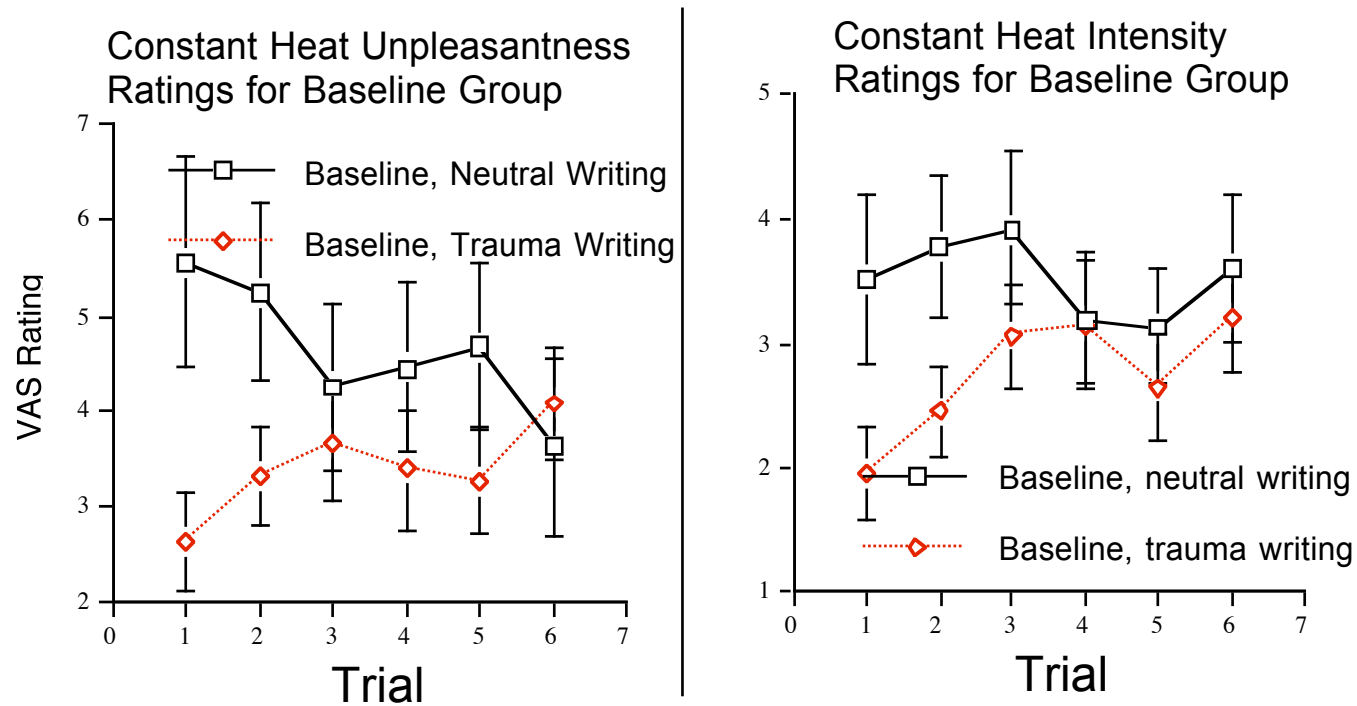 Constant Heat Unpleasantness
Ratings for Baseline Group
7
6
5
4
3
2
VAS Rating
Baseline, Neutral Writing
Baseline, Trauma Writing
0 1 2 3 4 5 6 7
Trial
Constant Heat Intensity
Ratings for Baseline Group
5
4
3
2
1
Baseline, neutral writing
Baseline, trauma writing
0 1 2 3 4 5 6 7
Trial